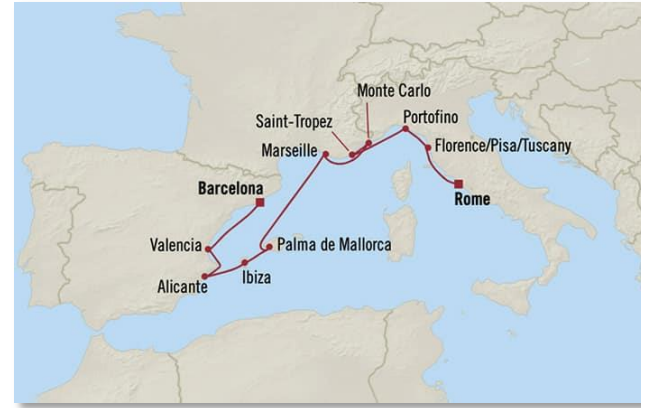 Monte Carlo
Portofino
Saint-Tropez
Florence/Pisa/Tuscany
Marseille
Barcelona
Rome
Valencia
Palma de Mallorca
Ibiza
Alicante